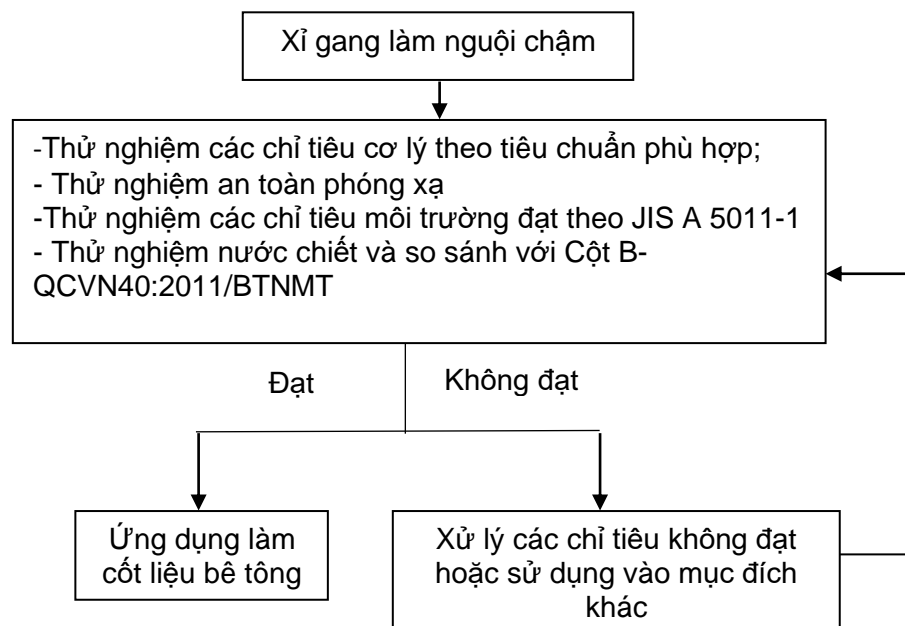 Xỉ gang làm nguội chậm
-Thử nghiệm các chỉ tiêu cơ lý theo tiêu chuẩn phù hợp;
- Thử nghiệm an toàn phóng xạ
-Thử nghiệm các chỉ tiêu môi trường đạt theo JIS A 5011-1
- Thử nghiệm nước chiết và so sánh với Cột B-
QCVN40:2011/BTNMT
Đạt
Không đạt
Ứng dụng làm
cốt liệu bê tông
Xử lý các chỉ tiêu không đạt
hoặc sử dụng vào mục đích
khác